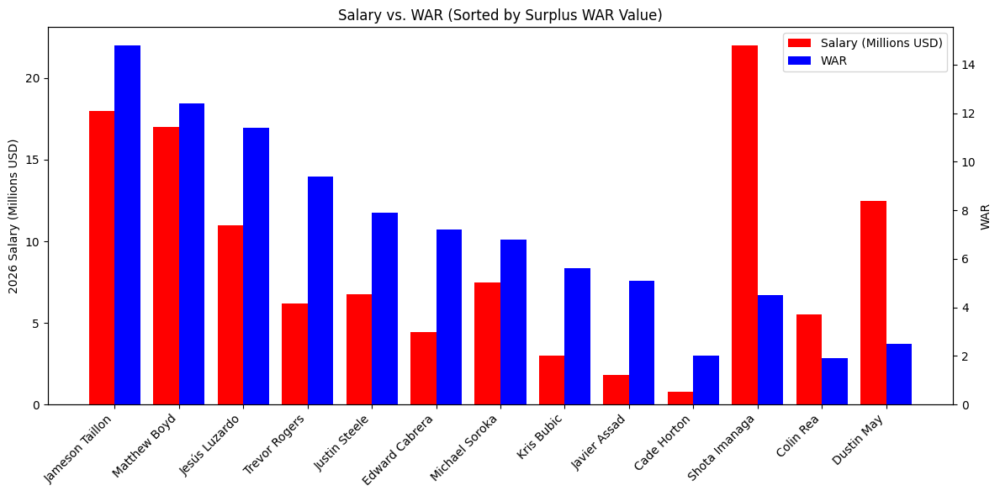 Salary vs. WAR (Sorted by Surplus WAR Value)
Salary (Millions USD)
WAR
2026 Salary (Millions USD)
20
15
10
5
0
14
12
10
8
6
4
2
0
WAR
Jameson Taillon
Matthew Boyd
Jesús Luzardo
Trevor Rogers
Justin Steele
Edward Cabrera
Michael Soroka
Kris Bubic
Javier Assad
Cade Horton
Shota Imanaga
Colin Rea
Dustin May